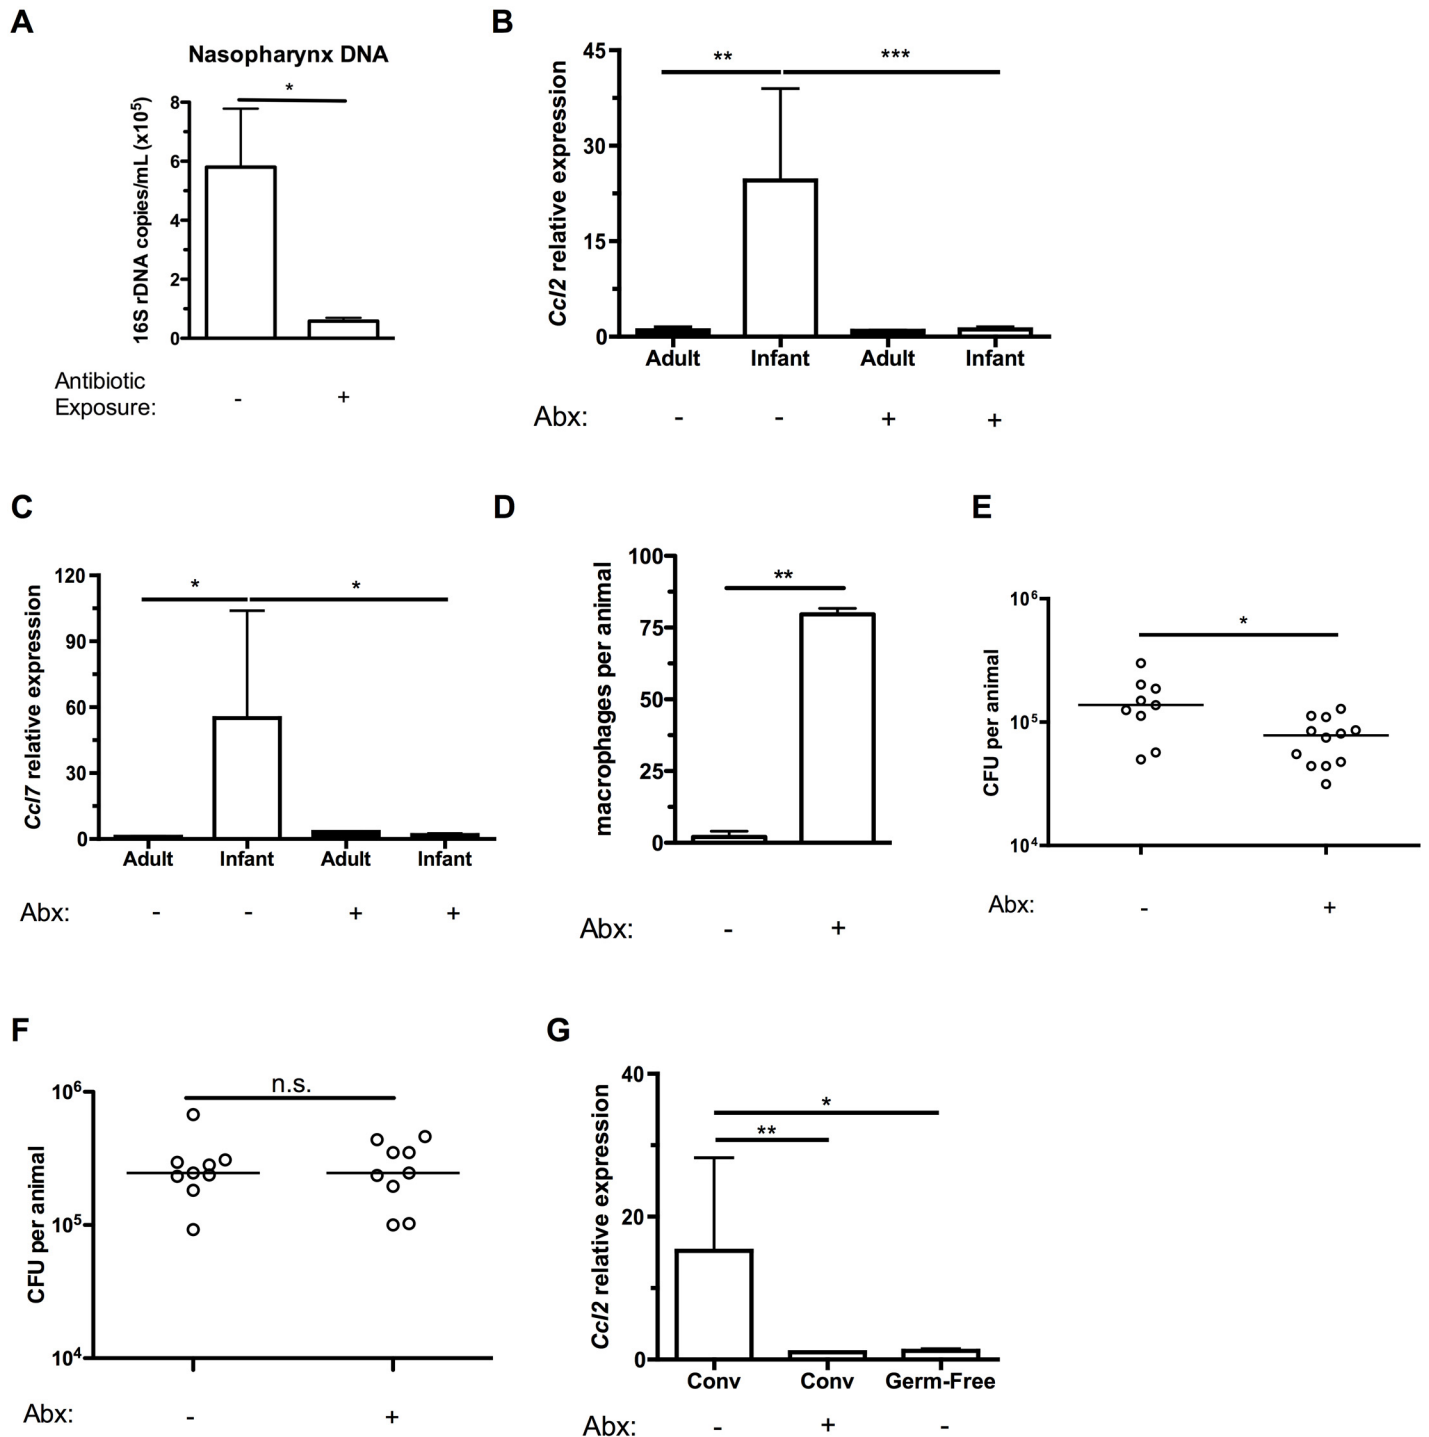 A
Nasopharynx DNA
*
16S rDNA copies/mL (x10⁵)
8
6
4
2
0
Antibiotic
Exposure:
- +
B
** ***
Ccl2 relative expression
45
30
15
0
Adult Infant Adult Infant
Abx: - - + +
C
* *
Ccl7 relative expression
120
90
60
30
0
Adult Infant Adult Infant
Abx: - - + +
D
**
macrophages per animal
100
75
50
25
0
Abx: - +
E
*
CFU per animal
10⁶
10⁵
10⁴
Abx: - +
F
n.s.
CFU per animal
10⁶
10⁵
10⁴
Abx: - +
G
*
**
Ccl2 relative expression
40
20
0
Conv Conv Germ-Free
Abx: - + -